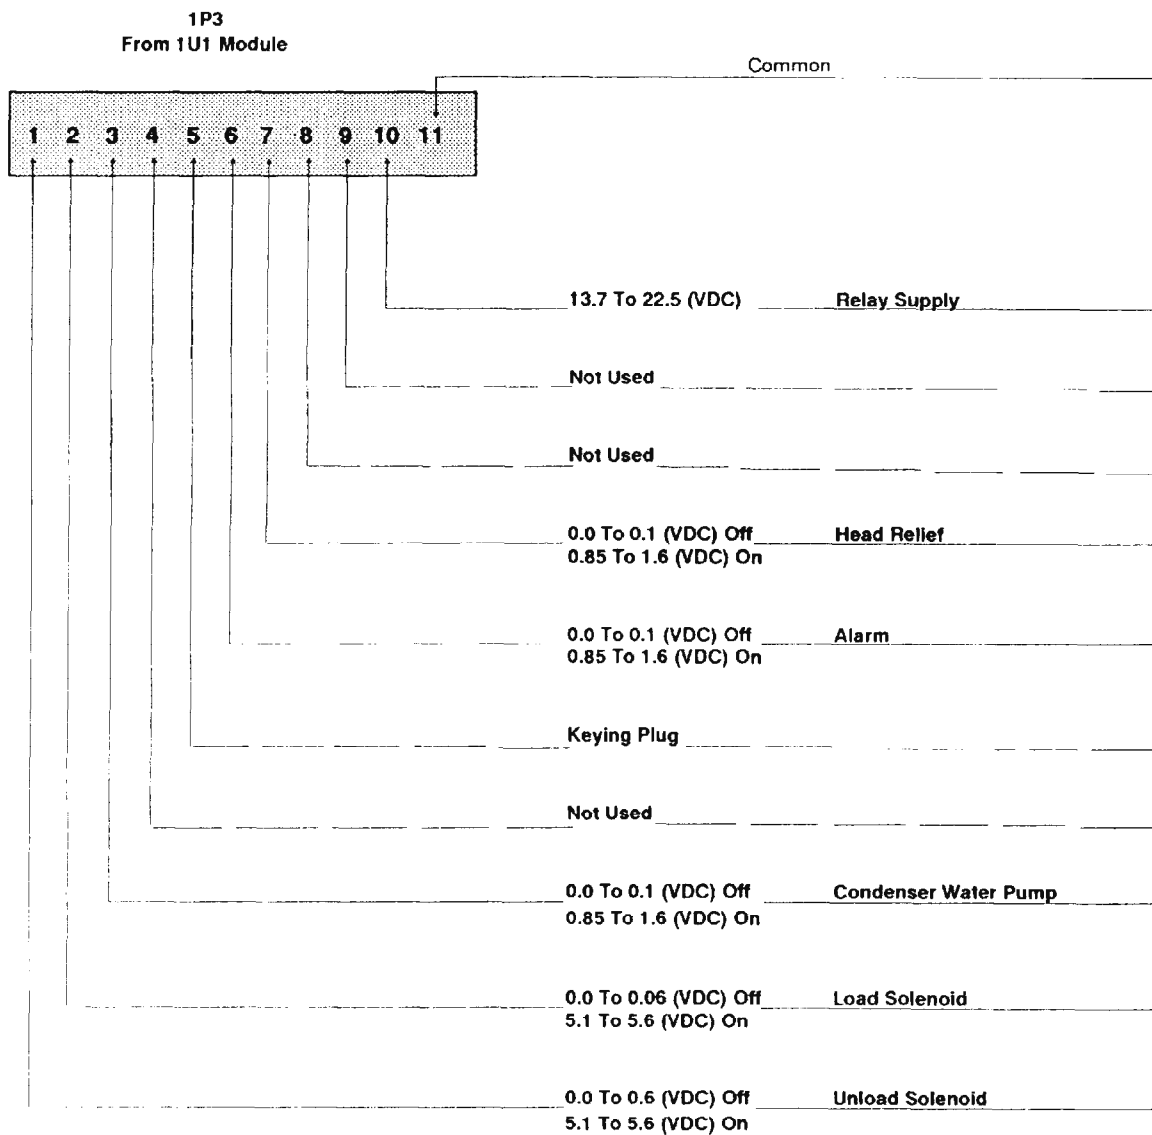 1P3
From 1U1 Module
Common
1 2 3 4 5 6 7 8 9 10 11
13.7 To 22.5 (VDC) Relay Supply
Not Used
Not Used
0.0 To 0.1 (VDC) Off Head Relief
0.85 To 1.6 (VDC) On
0.0 To 0.1 (VDC) Off Alarm
0.85 To 1.6 (VDC) On
Keying Plug
Not Used
0.0 To 0.1 (VDC) Off Condenser Water Pump
0.85 To 1.6 (VDC) On
0.0 To 0.06 (VDC) Off Load Solenoid
5.1 To 5.6 (VDC) On
0.0 To 0.6 (VDC) Off Unload Solenoid
5.1 To 5.6 (VDC) On